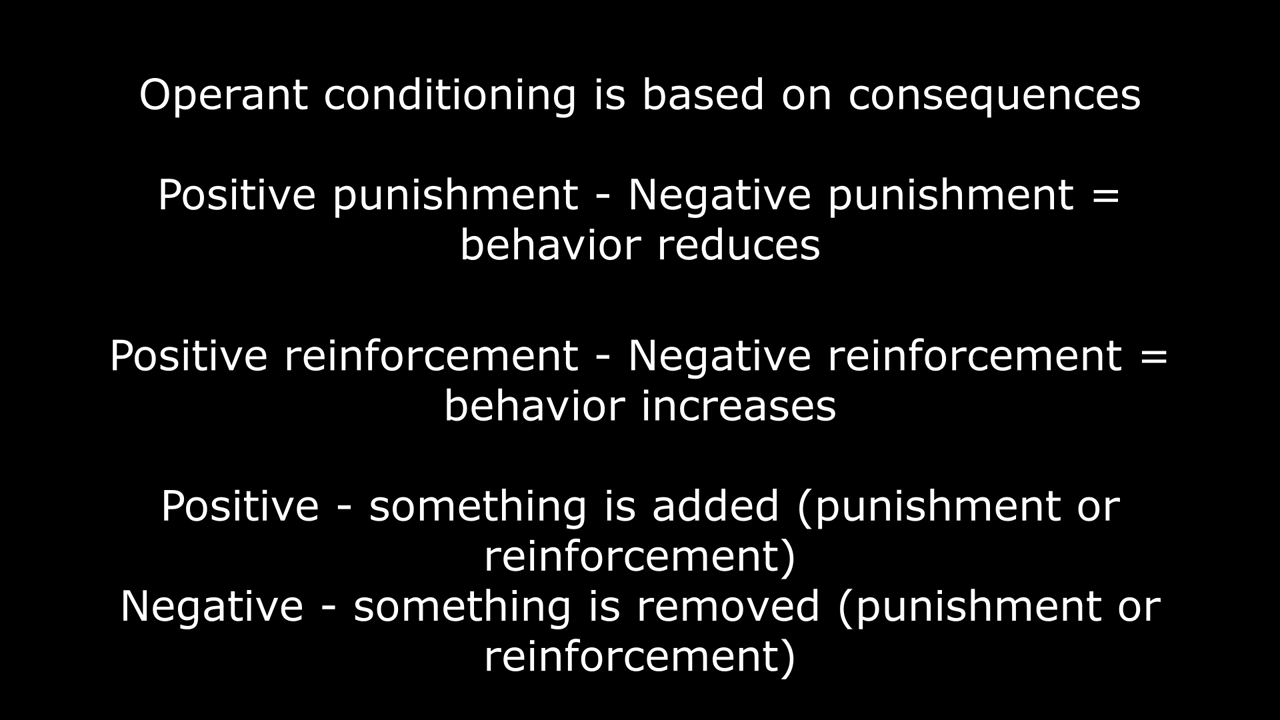 Operant conditioning is based on consequences
Positive punishment - Negative punishment =
behavior reduces
Positive reinforcement - Negative reinforcement =
behavior increases
Positive - something is added (punishment or
reinforcement)
Negative - something is removed (punishment or
reinforcement)